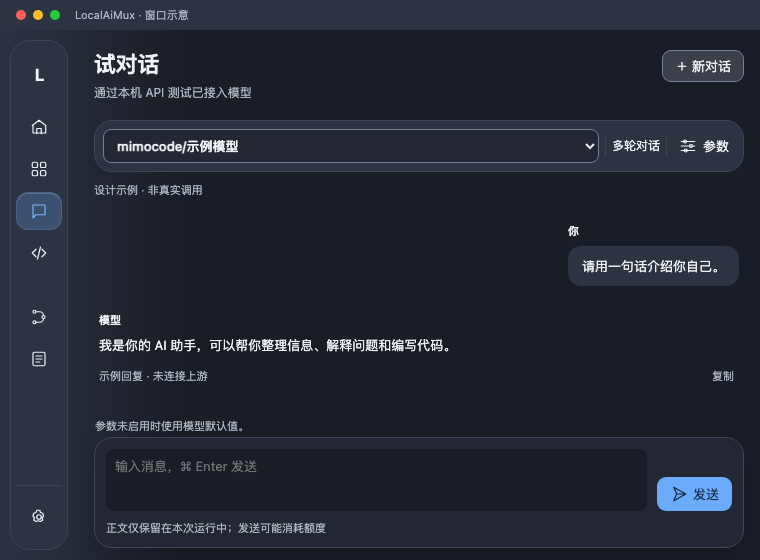 LocalAiMux · 窗口示意
L
试对话
通过本机 API 测试已接入模型
+ 新对话
mimocode/示例模型
多轮对话
参数
设计示例 · 非真实调用
你
请用一句话介绍你自己。
模型
我是你的 AI 助手，可以帮你整理信息、解释问题和编写代码。
示例回复 · 未连接上游
复制
参数未启用时使用模型默认值。
输入消息，⌘ Enter 发送
发送
正文仅保留在本次运行中；发送可能消耗额度